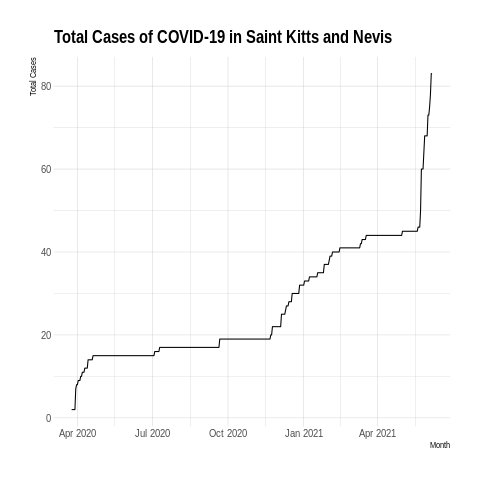 Total Cases of COVID-19 in Saint Kitts and Nevis
Total Cases
80
60
40
20
0
Apr 2020 Jul 2020 Oct 2020 Jan 2021 Apr 2021
Month